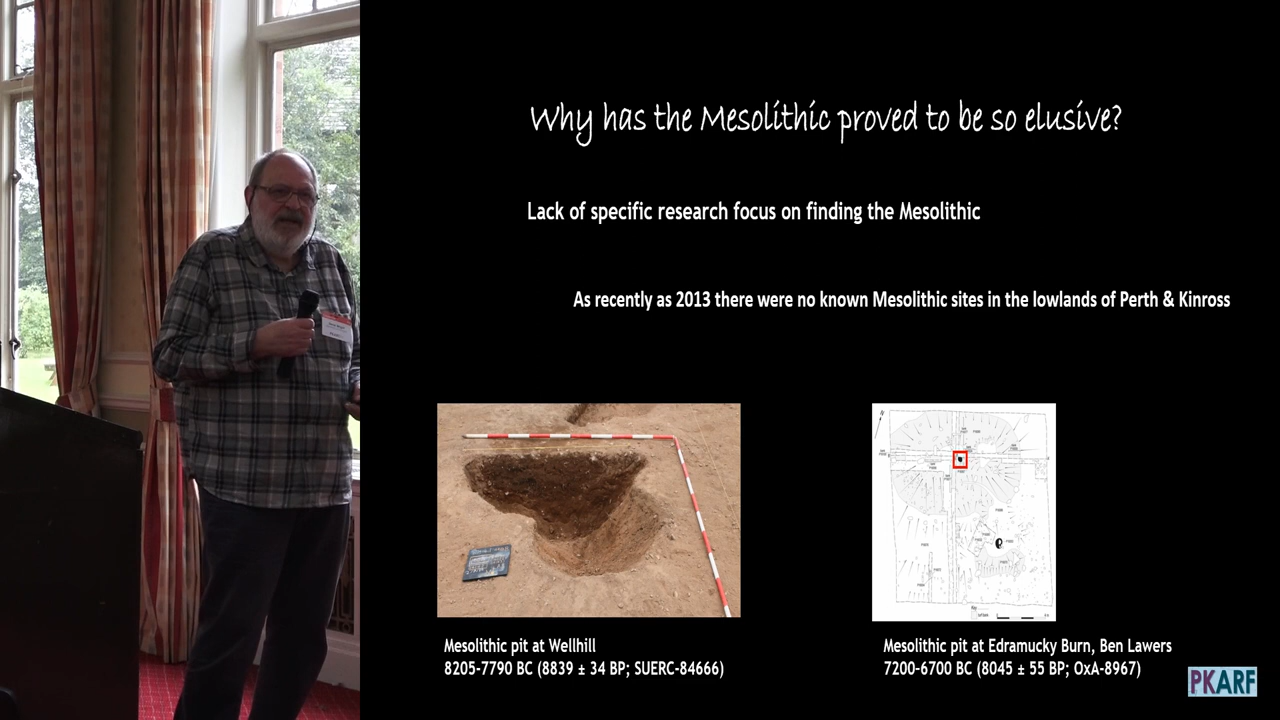 Why has the Mesolithic proved to be so elusive?
Lack of specific research focus on finding the Mesolithic
As recently as 2013 there were no known Mesolithic sites in the lowlands of Perth & Kinross
Mesolithic pit at Wellhill
8205-7790 BC (8839 ± 34 BP; SUERC-84666)
Mesolithic pit at Edramucky Burn, Ben Lawers
7200-6700 BC (8045 ± 55 BP; OxA-8967)
PKARF